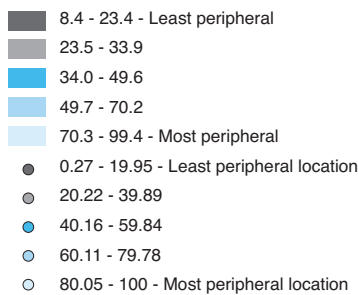 8.4 - 23.4 - Least peripheral
23.5 - 33.9
34.0 - 49.6
49.7 - 70.2
70.3 - 99.4 - Most peripheral
0.27 - 19.95 - Least peripheral location
20.22 - 39.89
40.16 - 59.84
60.11 - 79.78
80.05 - 100 - Most peripheral location